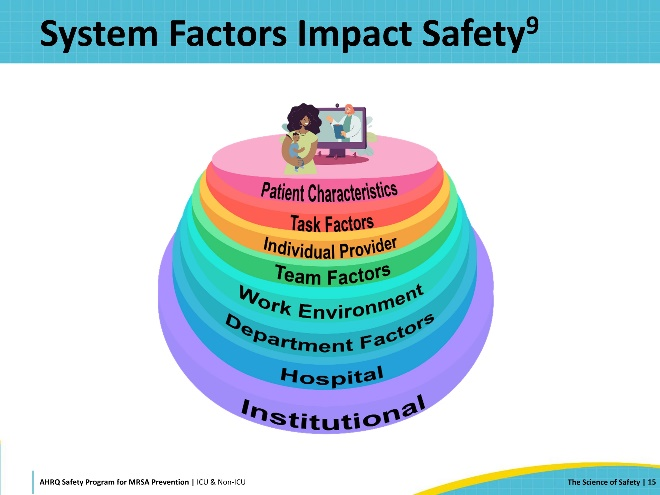 System Factors Impact Safety9
Patient Characteristics
Task Factors
Individual Provider
Team Factors
Work Environment
Department Factors
Hospital
Institutional
AHRQ Safety Program for MRSA Prevention | ICU & Non-ICU
The Science of Safety | 15